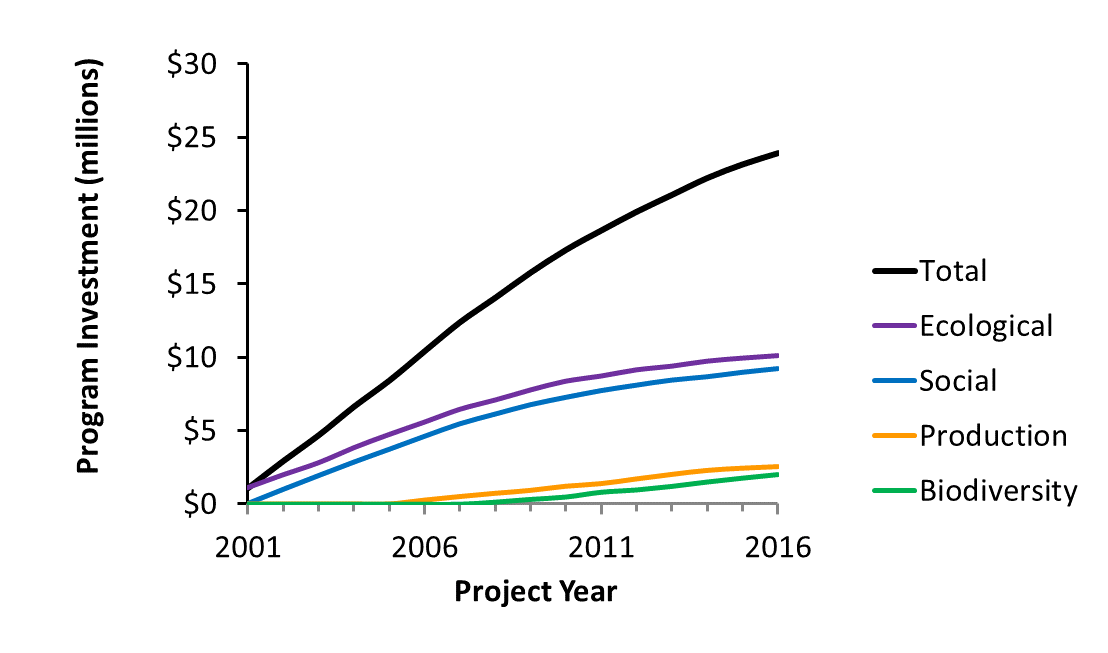 Program Investment (millions)
$30
$25
$20
$15
$10
$5
$0
2001 2006 2011 2016
Project Year
Total
Ecological
Social
Production
Biodiversity